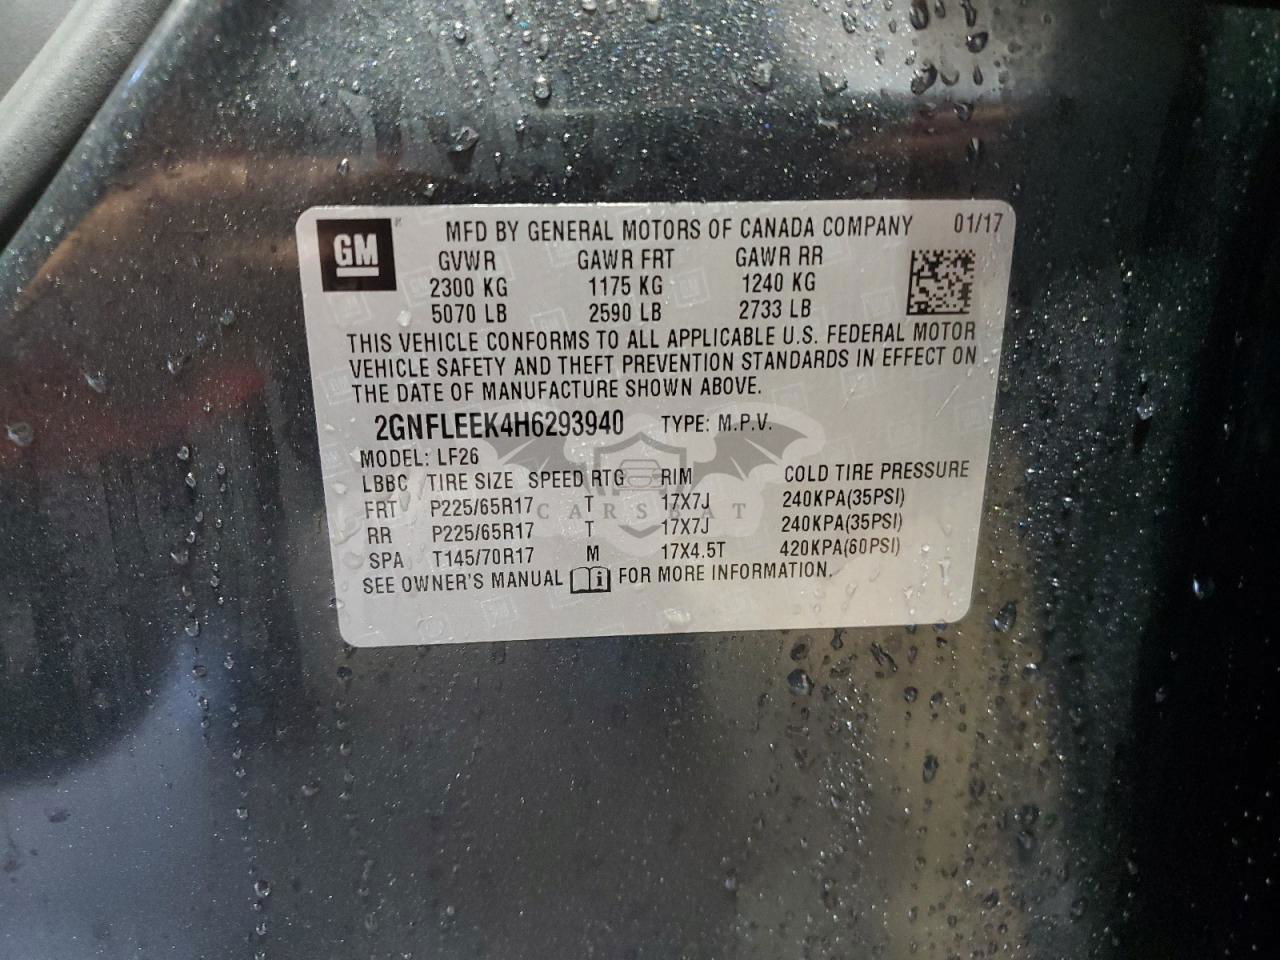 GM
MFD BY GENERAL MOTORS OF CANADA COMPANY 01/17
GVWR GAWR FRT GAWR RR
2300 KG 1175 KG 1240 KG
5070 LB 2590 LB 2733 LB
THIS VEHICLE CONFORMS TO ALL APPLICABLE U.S. FEDERAL MOTOR
VEHICLE SAFETY AND THEFT PREVENTION STANDARDS IN EFFECT ON
THE DATE OF MANUFACTURE SHOWN ABOVE.
2GNFLEEK4H6293940 TYPE: M.P.V.
MODEL: LF26
LBBC TIRE SIZE SPEED RTG RIM COLD TIRE PRESSURE
FRT P225/65R17 T 17X7J 240KPA(35PSI)
RR P225/65R17 T 17X7J 240KPA(35PSI)
SPA T145/70R17 M 17X4.5T 420KPA(60PSI)
SEE OWNER'S MANUAL i FOR MORE INFORMATION.
CARSBAT